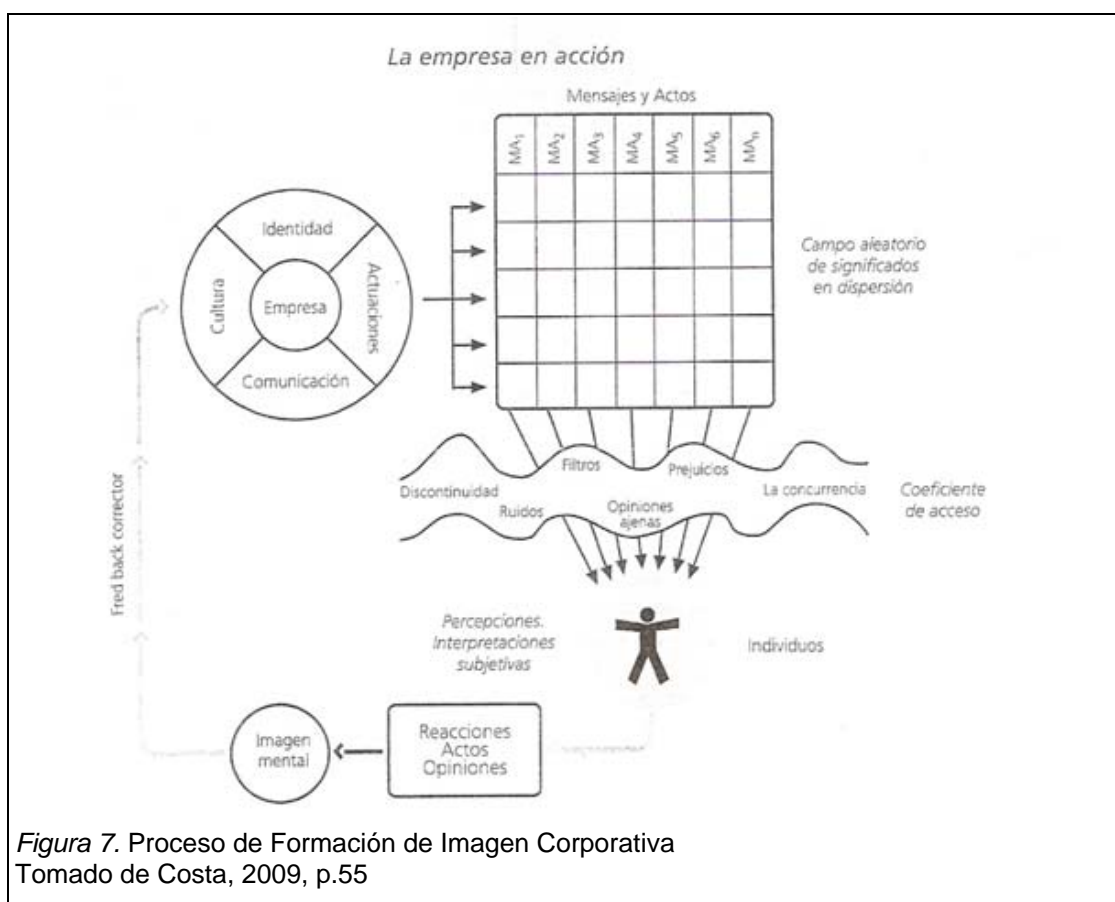 La empresa en acción
Mensajes y Actos
MA1 MA2 MA3 MA4 MA5 MA6 MAn
Identidad
Cultura
Empresa
Actuaciones
Comunicación
Campo aleatorio
de significados
en dispersión
Filtros
Prejuicios
Discontinuidad
La concurrencia
Ruidos
Opiniones
ajenas
Coeficiente
de acceso
Fred back corrector
Percepciones.
Interpretaciones
subjetivas
Individuos
Imagen
mental
Reacciones
Actos
Opiniones
Figura 7. Proceso de Formación de Imagen Corporativa
Tomado de Costa, 2009, p.55